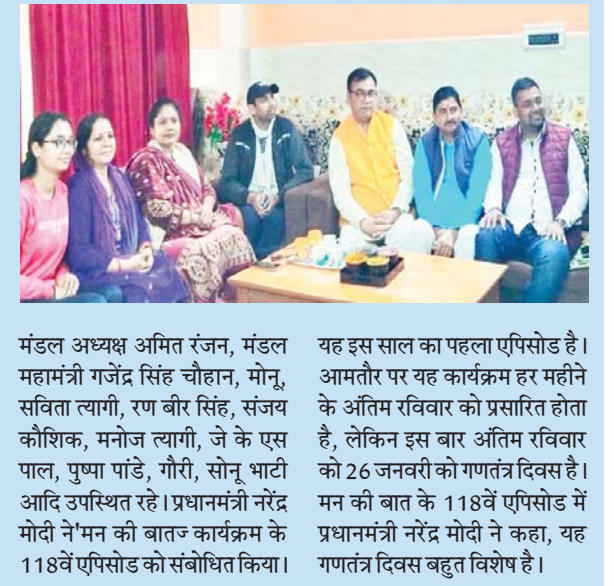 मंडल अध्यक्ष अमित रंजन, मंडल
महामंत्री गजेंद्र सिंह चौहान, मोनू,
सविता त्यागी, रण बीर सिंह, संजय
कौशिक, मनोज त्यागी, जे के एस
पाल, पुष्पा पांडे, गौरी, सोनू भाटी
आदि उपस्थित रहे। प्रधानमंत्री नरेंद्र
मोदी ने'मन की बातज्‍ कार्यक्रम के
118वें एपिसोड को संबोधित किया।
यह इस साल का पहला एपिसोड है।
आमतौर पर यह कार्यक्रम हर महीने
के अंतिम रविवार को प्रसारित होता
है, लेकिन इस बार अंतिम रविवार
को 26 जनवरी को गणतंत्र दिवस है।
मन की बात के 118वें एपिसोड में
प्रधानमंत्री नरेंद्र मोदी ने कहा, यह
गणतंत्र दिवस बहुत विशेष है।